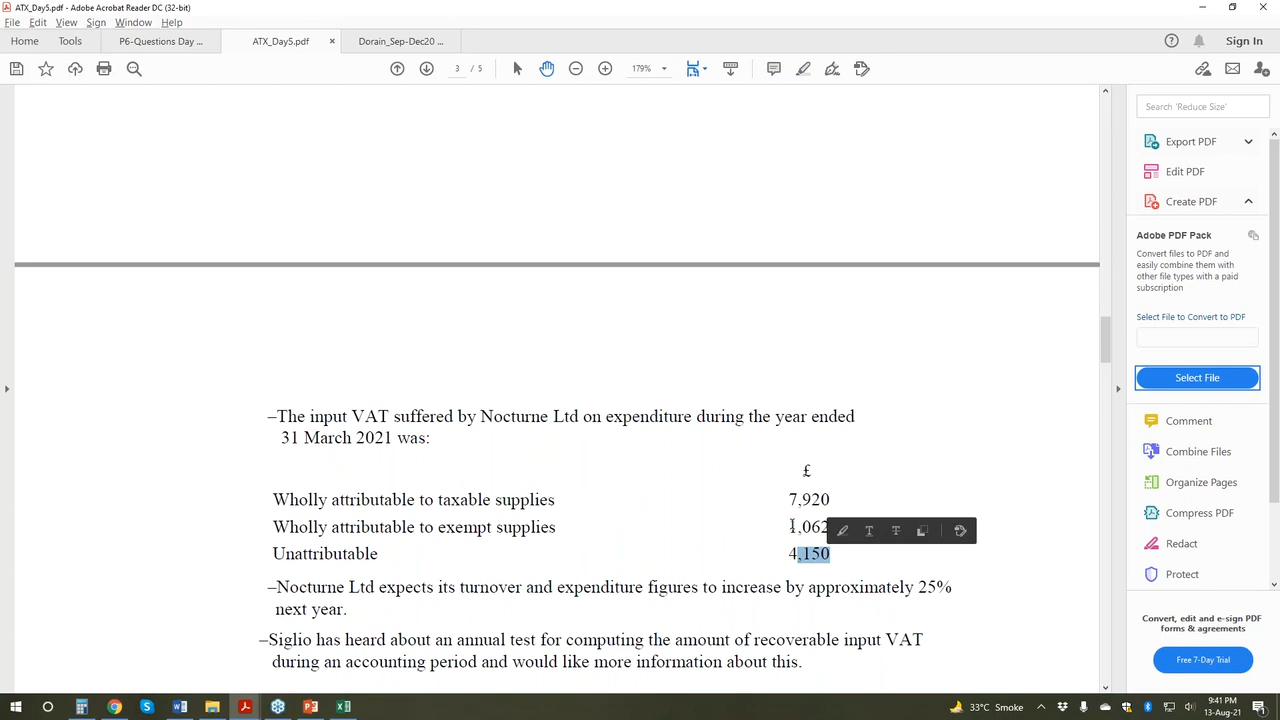 ATX_Day5.pdf - Adobe Acrobat Reader DC (32-bit)
File Edit View Sign Window Help
Home Tools P6-Questions Day ... ATX_Day5.pdf × Dorain_Sep-Dec20 ... Sign In
3 / 5 179%
Search 'Reduce Size'
Export PDF
Edit PDF
Create PDF
Adobe PDF Pack
Convert files to PDF and
easily combine them with
other file types with a paid
subscription
Select File to Convert to PDF
Select File
Comment
Combine Files
Organize Pages
Compress PDF
Redact
Protect
Convert, edit and e-sign PDF
forms & agreements
Free 7-Day Trial
–The input VAT suffered by Nocturne Ltd on expenditure during the year ended
31 March 2021 was:
£
Wholly attributable to taxable supplies 7,920
Wholly attributable to exempt supplies 1,062
Unattributable 4,150
–Nocturne Ltd expects its turnover and expenditure figures to increase by approximately 25%
next year.
–Siglio has heard about an annual test for computing the amount of recoverable input VAT
during an accounting period and would like more information about this.
33°C Smoke
9:41 PM
13-Aug-21